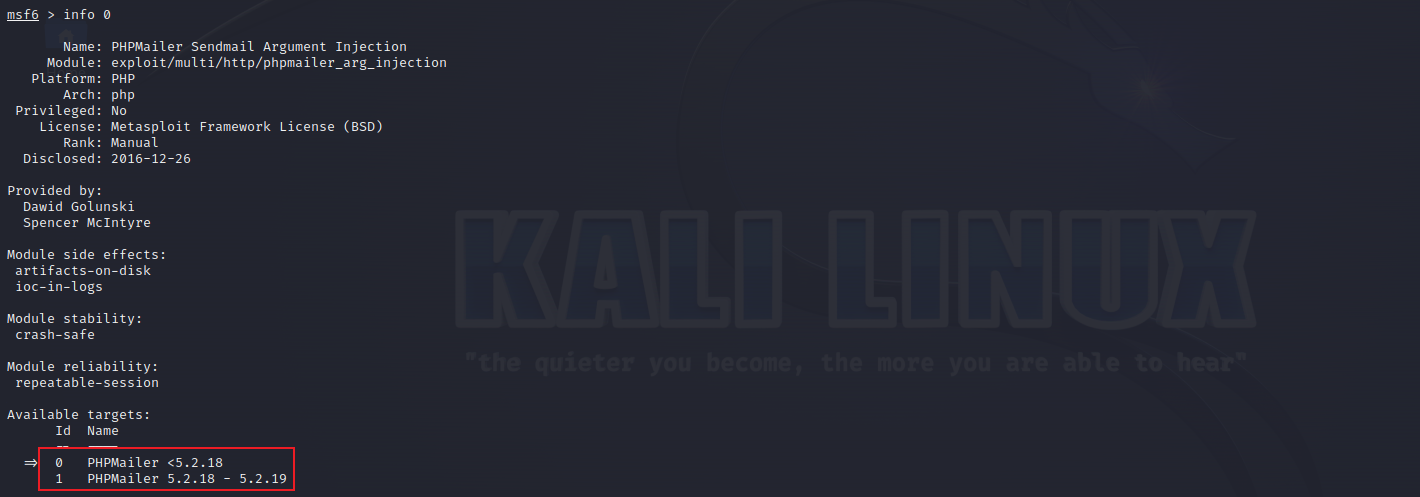 msf6 > info 0
Name: PHPMailer Sendmail Argument Injection
Module: exploit/multi/http/phpmailer_arg_injection
Platform: PHP
Arch: php
Privileged: No
License: Metasploit Framework License (BSD)
Rank: Manual
Disclosed: 2016-12-26
Provided by:
Dawid Golunski
Spencer McIntyre
Module side effects:
artifacts-on-disk
ioc-in-logs
Module stability:
crash-safe
Module reliability:
repeatable-session
Available targets:
Id  Name
--  ----
=> 0   PHPMailer <5.2.18
1   PHPMailer 5.2.18 - 5.2.19
KALI LINUX
"the quieter you become, the more you are able to hear"